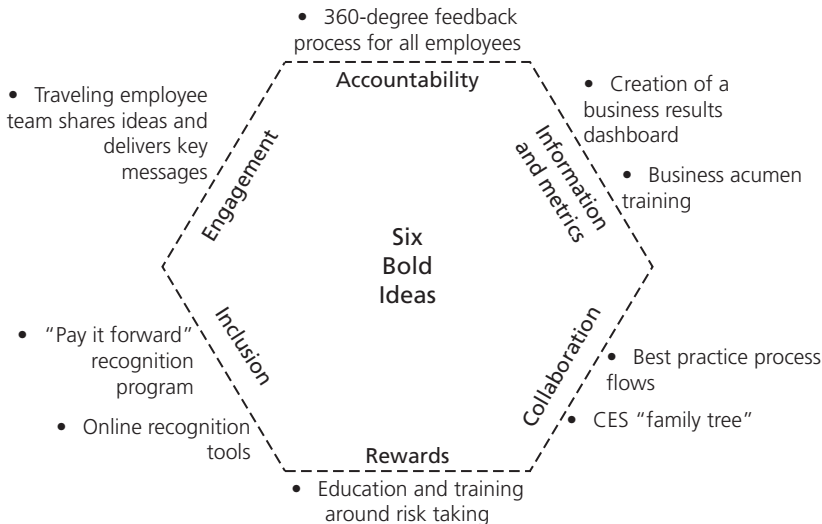 • 360-degree feedback
process for all employees
Accountability
• Traveling employee
team shares ideas and
delivers key
messages
Engagement
• Creation of a
business results
dashboard
• Business acumen
training
Information
and metrics
Six
Bold
Ideas
• “Pay it forward”
recognition
program
• Online recognition
tools
Inclusion
• Best practice process
flows
• CES “family tree”
Collaboration
Rewards
• Education and training
around risk taking